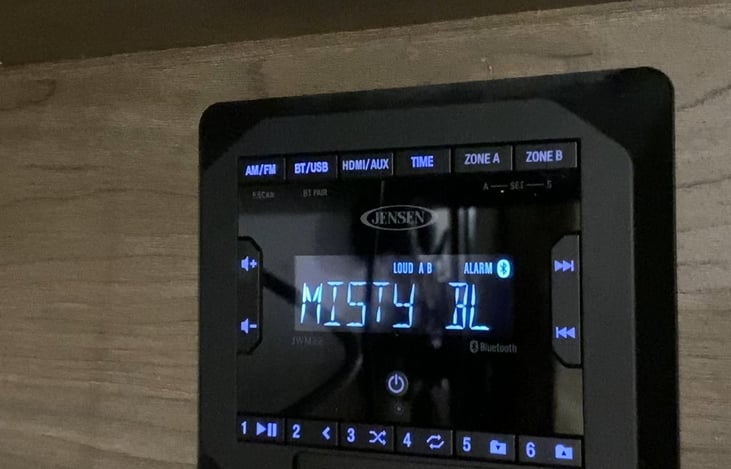 AM/FM BT/USB HDMI/AUX TIME ZONE A ZONE B
BT PAIR A SET B
JENSEN
LOUD A B ALARM
MISTY BL
Bluetooth
1 2 3 4 5 6